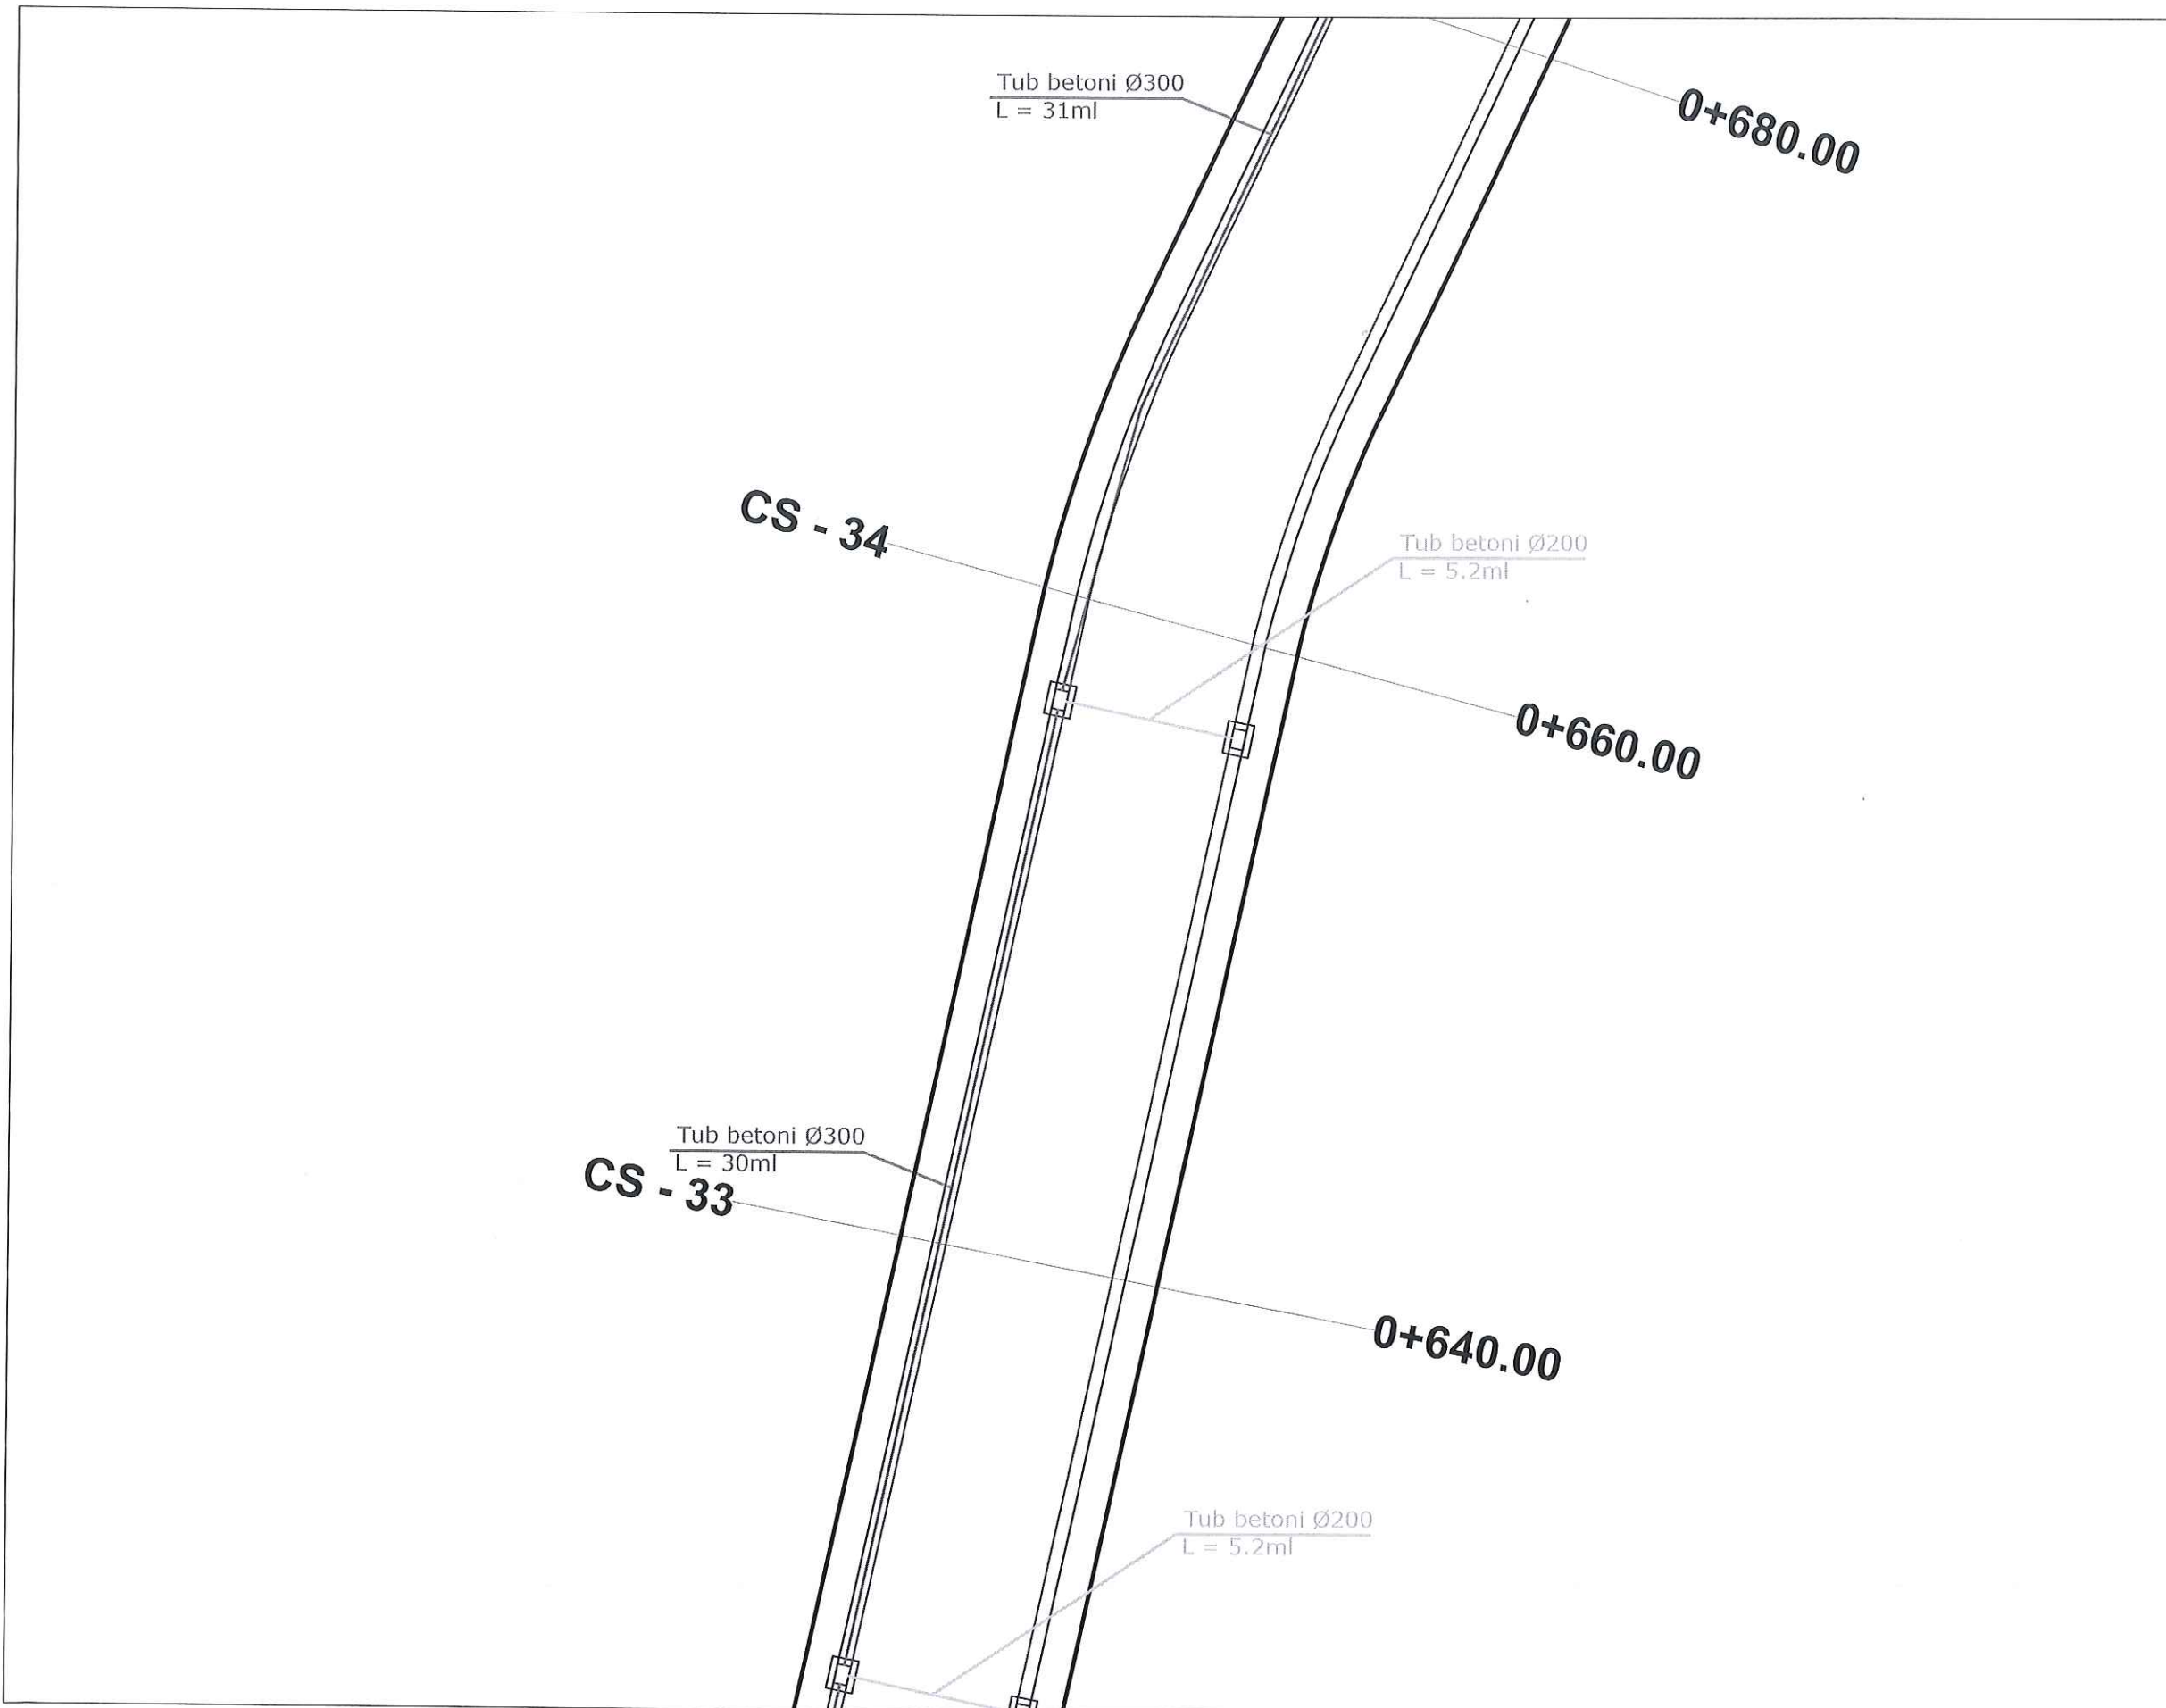 Tub betoni Ø300
L = 31ml
0+680.00
CS - 34
Tub betoni Ø200
L = 5.2ml
0+660.00
Tub betoni Ø300
L = 30ml
CS - 33
0+640.00
Tub betoni Ø200
L = 5.2ml